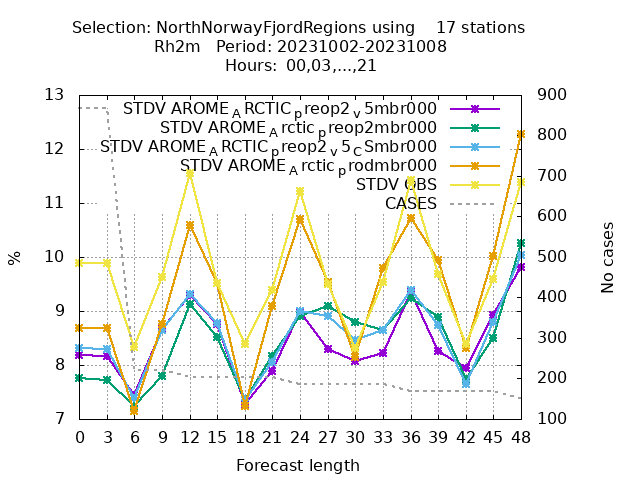 Selection: NorthNorwayFjordRegions using 17 stations
Rh2m Period: 20231002-20231008
Hours: 00,03,...,21
13 900
STDV AROME_ARCTIC_preop2_v5mbr000
STDV AROME_Arctic_preop2mbr000
12 800
STDV AROME_ARCTIC_preop2_v5_CSmbr000
STDV AROME_Arctic_prodmbr000
700
STDV OBS
11 600
CASES
10 500
% No cases
9 400
300
8
200
7 100
0 3 6 9 12 15 18 21 24 27 30 33 36 39 42 45 48
Forecast length